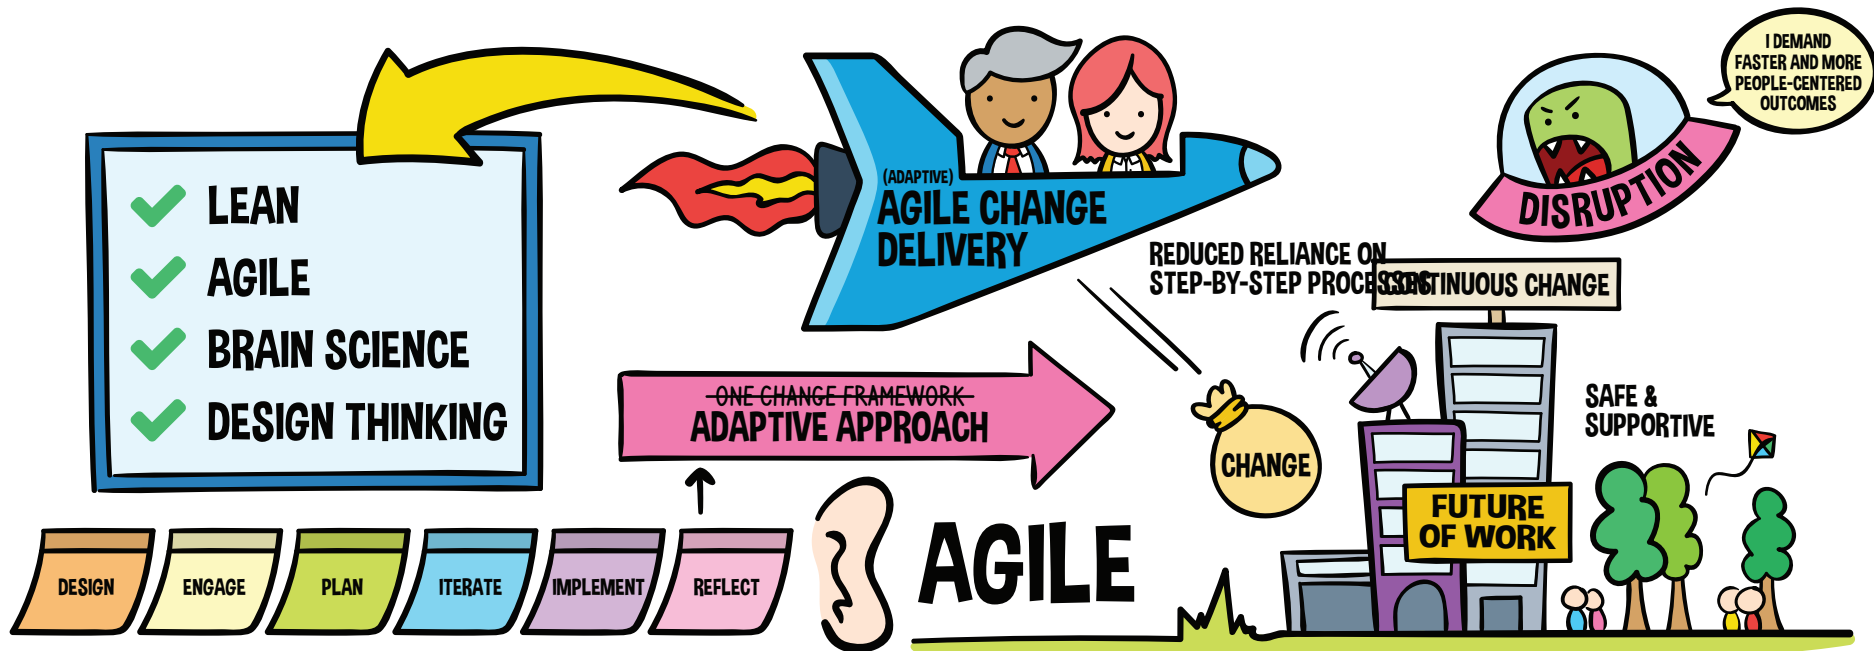 I DEMAND
FASTER AND MORE
PEOPLE-CENTERED
OUTCOMES
DISRUPTION
(ADAPTIVE)
AGILE CHANGE
DELIVERY
LEAN
AGILE
BRAIN SCIENCE
DESIGN THINKING
REDUCED RELIANCE ON
STEP-BY-STEP PROCESSES
CONTINUOUS CHANGE
ONE CHANGE FRAMEWORK
ADAPTIVE APPROACH
CHANGE
SAFE &
SUPPORTIVE
FUTURE
OF WORK
DESIGN
ENGAGE
PLAN
ITERATE
IMPLEMENT
REFLECT
AGILE